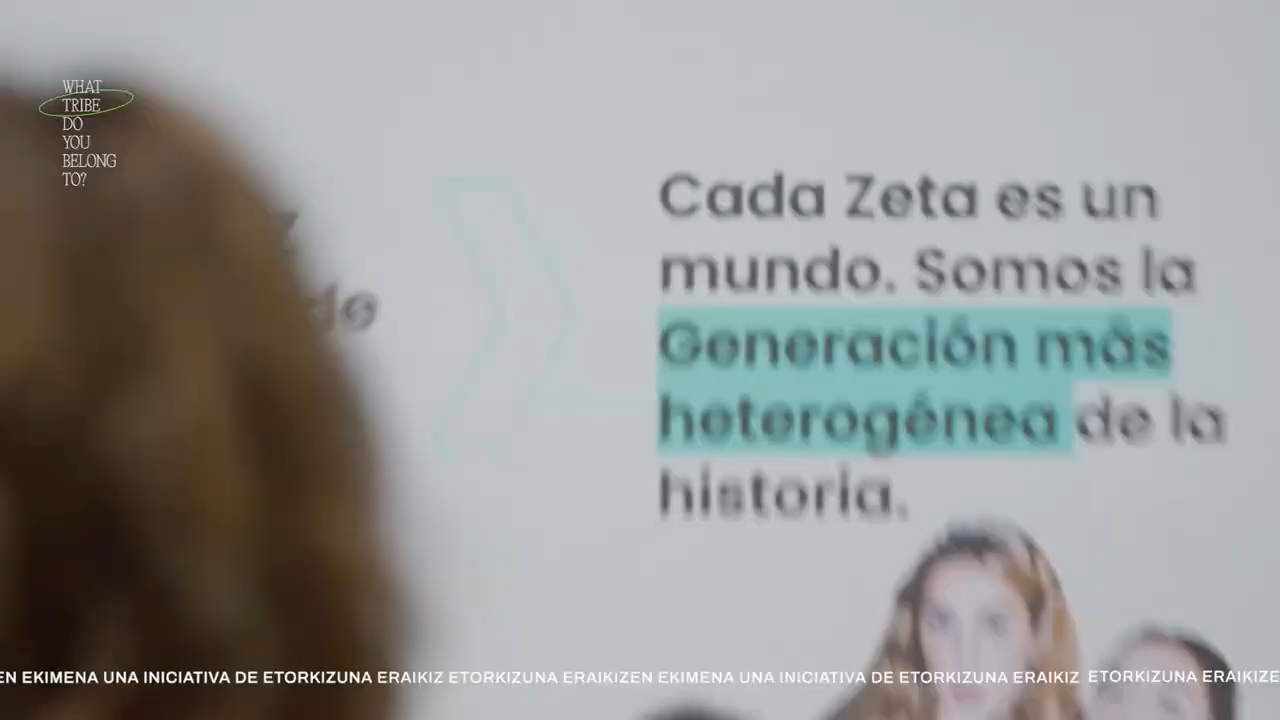 WHAT
TRIBE
DO
YOU
BELONG
TO?
de
Cada Zeta es un
mundo. Somos la
Generación más
heterogénea de la
historia.
EN EKIMENA UNA INICIATIVA DE ETORKIZUNA ERAIKIZ ETORKIZUNA ERAIKIZEN EKIMENA UNA INICIATIVA DE ETORKIZUNA ERAIKIZ ETORKIZUNA ERAIKIZE